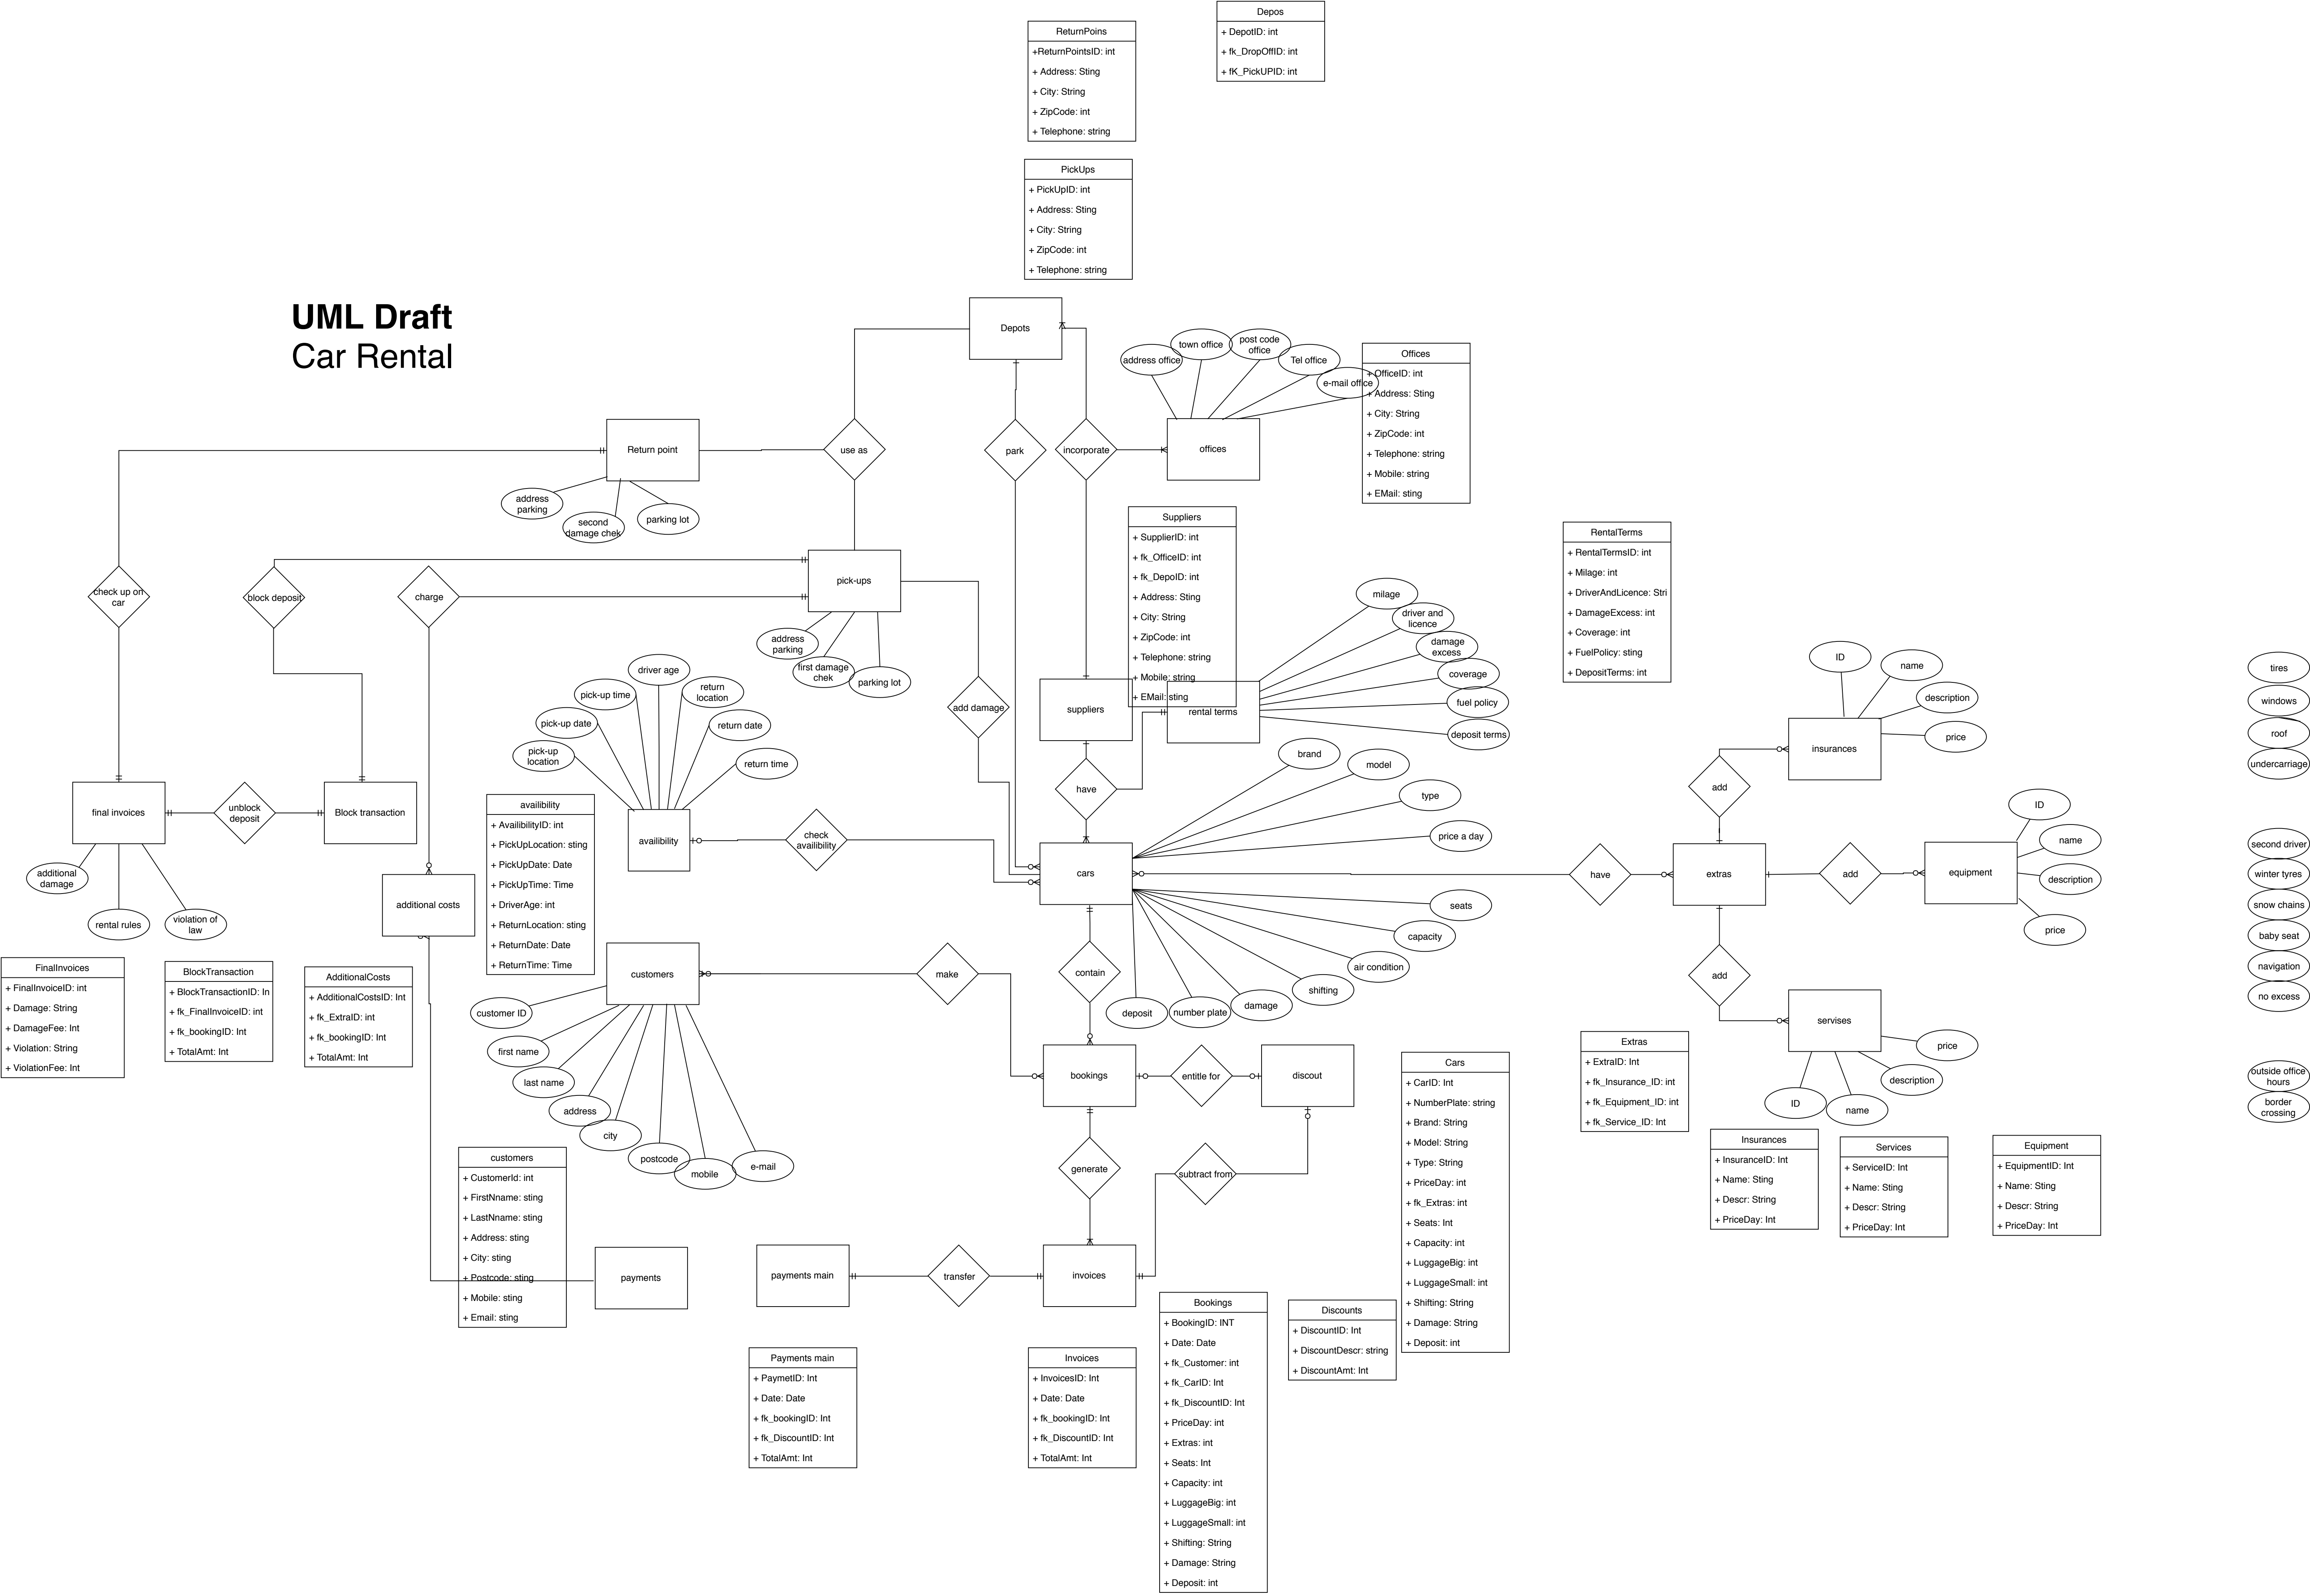 Depos
+ DepotID: int
+ fk_DropOffID: int
+ fK_PickUPID: int
ReturnPoins
+ReturnPointsID: int
+ Address: Sting
+ City: String
+ ZipCode: int
+ Telephone: string
PickUps
+ PickUpID: int
+ Address: Sting
+ City: String
+ ZipCode: int
+ Telephone: string
UML Draft
Car Rental
Depots
address office
town office
post code
office
Tel office
e-mail office
Offices
+ OfficeID: int
+ Address: Sting
+ City: String
+ ZipCode: int
+ Telephone: string
+ Mobile: string
+ EMail: sting
Return point
use as
park
incorporate
offices
address
parking
second
damage chek
parking lot
Suppliers
+ SupplierID: int
+ fk_OfficeID: int
+ fk_DepoID: int
+ Address: Sting
+ City: String
+ ZipCode: int
+ Telephone: string
+ Mobile: string
+ EMail: sting
RentalTerms
+ RentalTermsID: int
+ Milage: int
+ DriverAndLicence: Stri
+ DamageExcess: int
+ Coverage: int
+ FuelPolicy: sting
+ DepositTerms: int
check up on
car
block deposit
charge
pick-ups
address
parking
first damage
chek
parking lot
milage
driver and
licence
damage
excess
coverage
fuel policy
deposit terms
ID
name
description
price
insurances
tires
windows
roof
undercarriage
driver age
pick-up time
return
location
pick-up date
return date
pick-up
location
return time
add damage
suppliers
rental terms
have
add
brand
model
type
price a day
final invoices
unblock
deposit
Block transaction
availibility
+ AvailibilityID: int
+ PickUpLocation: sting
+ PickUpDate: Date
+ PickUpTime: Time
+ DriverAge: int
+ ReturnLocation: sting
+ ReturnDate: Date
+ ReturnTime: Time
availibility
check
availibility
cars
have
extras
add
equipment
ID
name
description
price
second driver
winter tyres
snow chains
baby seat
navigation
no excess
additional
damage
rental rules
violation of
law
additional costs
seats
capacity
air condition
shifting
damage
number plate
deposit
FinalInvoices
+ FinalInvoiceID: int
+ Damage: String
+ DamageFee: Int
+ Violation: String
+ ViolationFee: Int
BlockTransaction
+ BlockTransactionID: In
+ fk_FinalInvoiceID: int
+ fk_bookingID: Int
+ TotalAmt: Int
AdditionalCosts
+ AdditionalCostsID: Int
+ fk_ExtraID: int
+ fk_bookingID: Int
+ TotalAmt: Int
customers
make
contain
add
customer ID
first name
last name
address
city
postcode
mobile
e-mail
servises
price
description
name
ID
Extras
+ ExtraID: Int
+ fk_Insurance_ID: int
+ fk_Equipment_ID: int
+ fk_Service_ID: Int
bookings
entitle for
discout
outside office
hours
border
crossing
Cars
+ CarID: Int
+ NumberPlate: string
+ Brand: String
+ Model: String
+ Type: String
+ PriceDay: int
+ fk_Extras: int
+ Seats: Int
+ Capacity: int
+ LuggageBig: int
+ LuggageSmall: int
+ Shifting: String
+ Damage: String
+ Deposit: int
Insurances
+ InsuranceID: Int
+ Name: Sting
+ Descr: String
+ PriceDay: Int
Services
+ ServiceID: Int
+ Name: Sting
+ Descr: String
+ PriceDay: Int
Equipment
+ EquipmentID: Int
+ Name: Sting
+ Descr: String
+ PriceDay: Int
customers
+ CustomerId: int
+ FirstNname: sting
+ LastNname: sting
+ Address: sting
+ City: sting
+ Postcode: sting
+ Mobile: sting
+ Email: sting
generate
subtract from
payments
payments main
transfer
invoices
Payments main
+ PaymetID: Int
+ Date: Date
+ fk_bookingID: Int
+ fk_DiscountID: Int
+ TotalAmt: Int
Invoices
+ InvoicesID: Int
+ Date: Date
+ fk_bookingID: Int
+ fk_DiscountID: Int
+ TotalAmt: Int
Bookings
+ BookingID: INT
+ Date: Date
+ fk_Customer: int
+ fk_CarID: Int
+ fk_DiscountID: Int
+ PriceDay: int
+ Extras: int
+ Seats: Int
+ Capacity: int
+ LuggageBig: int
+ LuggageSmall: int
+ Shifting: String
+ Damage: String
+ Deposit: int
Discounts
+ DiscountID: Int
+ DiscountDescr: string
+ DiscountAmt: Int